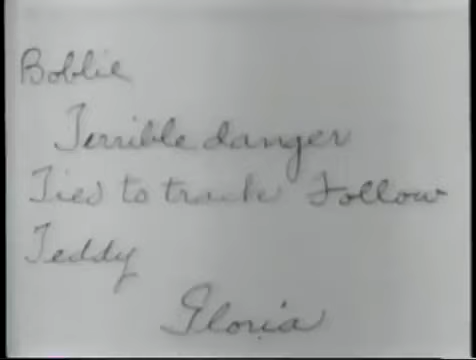 Bobbie
Terrible danger
Tied to track Follow
Teddy
Gloria